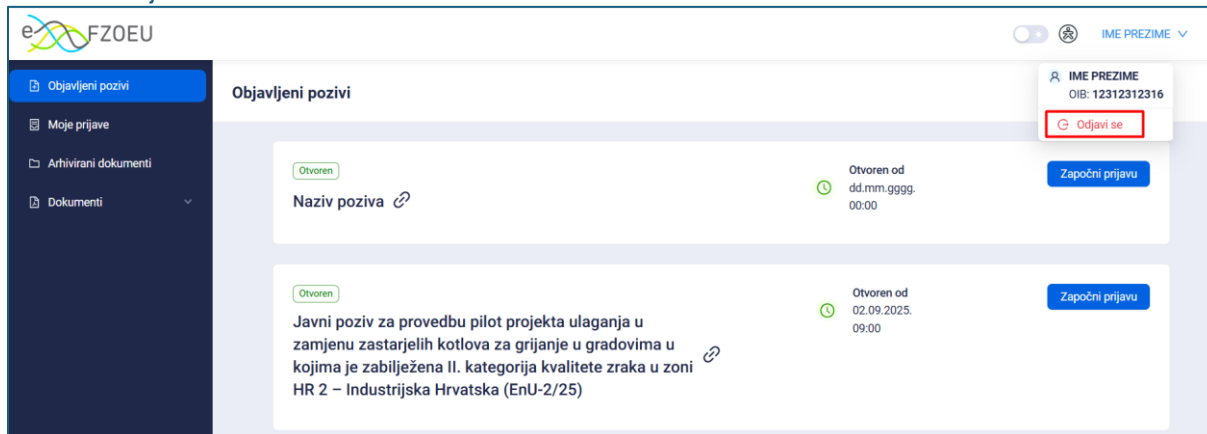 eFZOEU
IME PREZIME
IME PREZIME
OIB: 12312312316
Odjavi se
Objavljeni pozivi
Moje prijave
Arhivirani dokumenti
Dokumenti
Objavljeni pozivi
Otvoren
Naziv poziva
Otvoren od
dd.mm.gggg.
00:00
Započni prijavu
Otvoren
Javni poziv za provedbu pilot projekta ulaganja u
zamjenu zastarjelih kotlova za grijanje u gradovima u
kojima je zabilježena II. kategorija kvalitete zraka u zoni
HR 2 – Industrijska Hrvatska (EnU-2/25)
Otvoren od
02.09.2025.
09:00
Započni prijavu